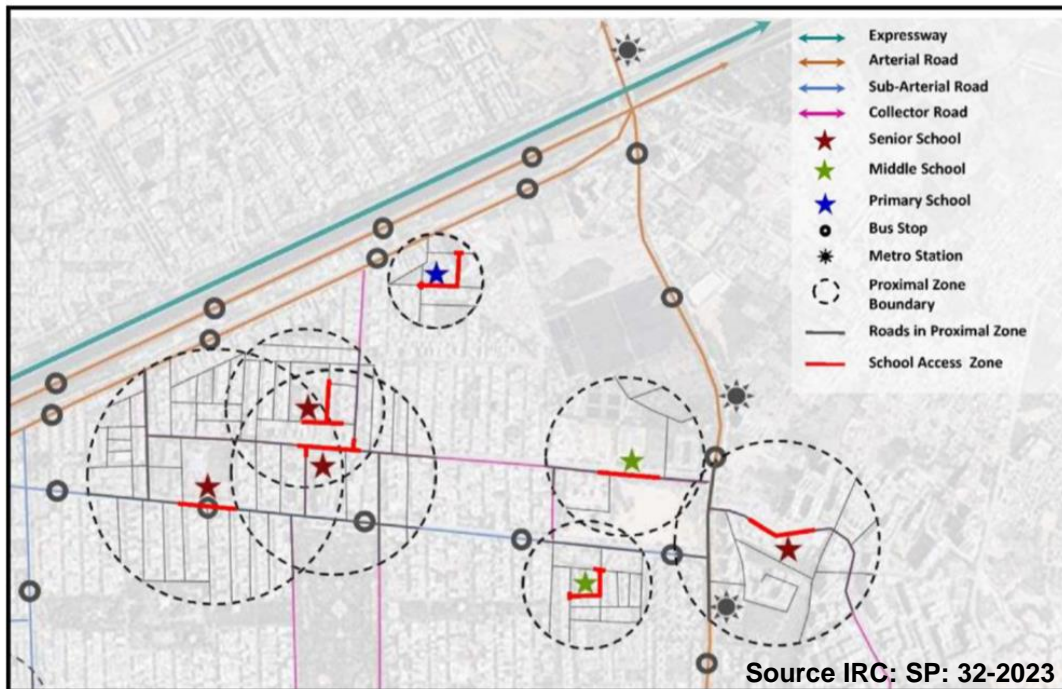 Expressway
Arterial Road
Sub-Arterial Road
Collector Road
Senior School
Middle School
Primary School
Bus Stop
Metro Station
Proximal Zone
Boundary
Roads in Proximal Zone
School Access Zone
Source IRC: SP: 32-2023